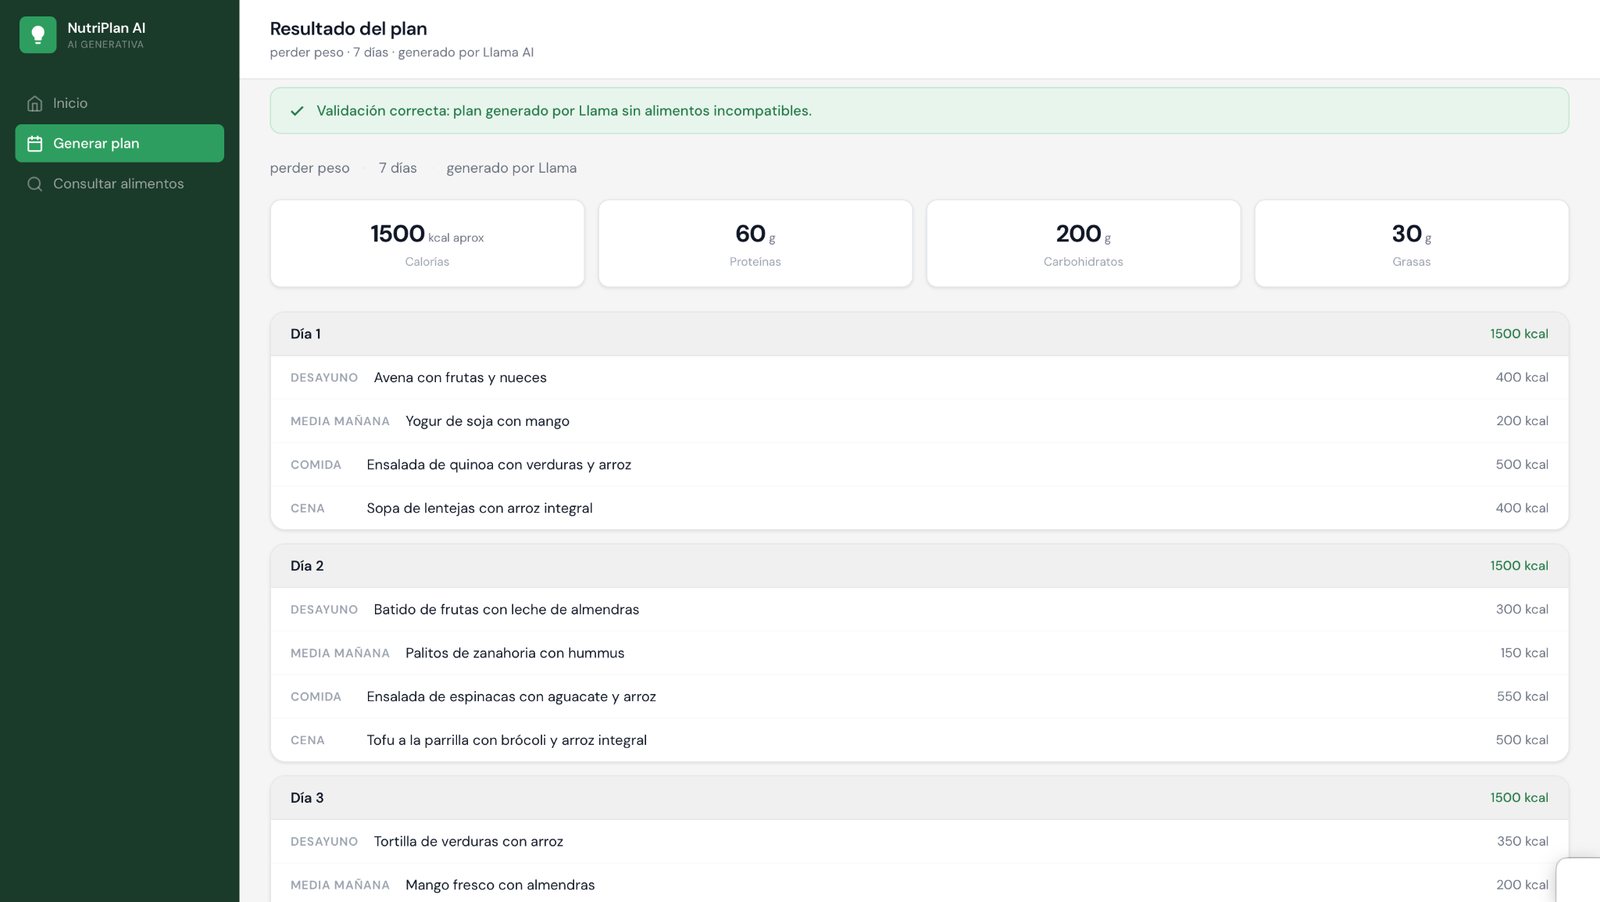 NutriPlan AI
AI GENERATIVA
Inicio
Generar plan
Consultar alimentos
Resultado del plan
perder peso · 7 días · generado por Llama AI
Validación correcta: plan generado por Llama sin alimentos incompatibles.
perder peso · 7 días · generado por Llama
1500 kcal aprox
Calorías
60 g
Proteínas
200 g
Carbohidratos
30 g
Grasas
Día 1 1500 kcal
DESAYUNO Avena con frutas y nueces 400 kcal
MEDIA MAÑANA Yogur de soja con mango 200 kcal
COMIDA Ensalada de quinoa con verduras y arroz 500 kcal
CENA Sopa de lentejas con arroz integral 400 kcal
Día 2 1500 kcal
DESAYUNO Batido de frutas con leche de almendras 300 kcal
MEDIA MAÑANA Palitos de zanahoria con hummus 150 kcal
COMIDA Ensalada de espinacas con aguacate y arroz 550 kcal
CENA Tofu a la parrilla con brócoli y arroz integral 500 kcal
Día 3 1500 kcal
DESAYUNO Tortilla de verduras con arroz 350 kcal
MEDIA MAÑANA Mango fresco con almendras 200 kcal